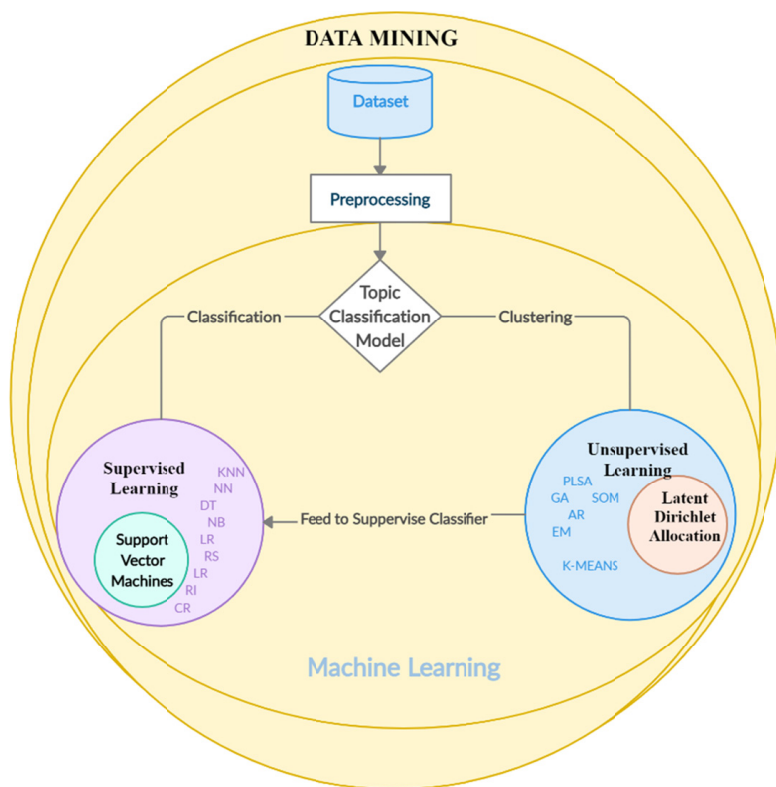 DATA MINING
Dataset
Preprocessing
Topic
Classification
Model
Classification
Clustering
Supervised
Learning
KNN
NN
DT
NB
LR
RS
LR
RI
CR
Support
Vector
Machines
Feed to Suppervise Classifier
Unsupervised
Learning
PLSA
GA SOM
AR
EM
K-MEANS
Latent
Dirichlet
Allocation
Machine Learning